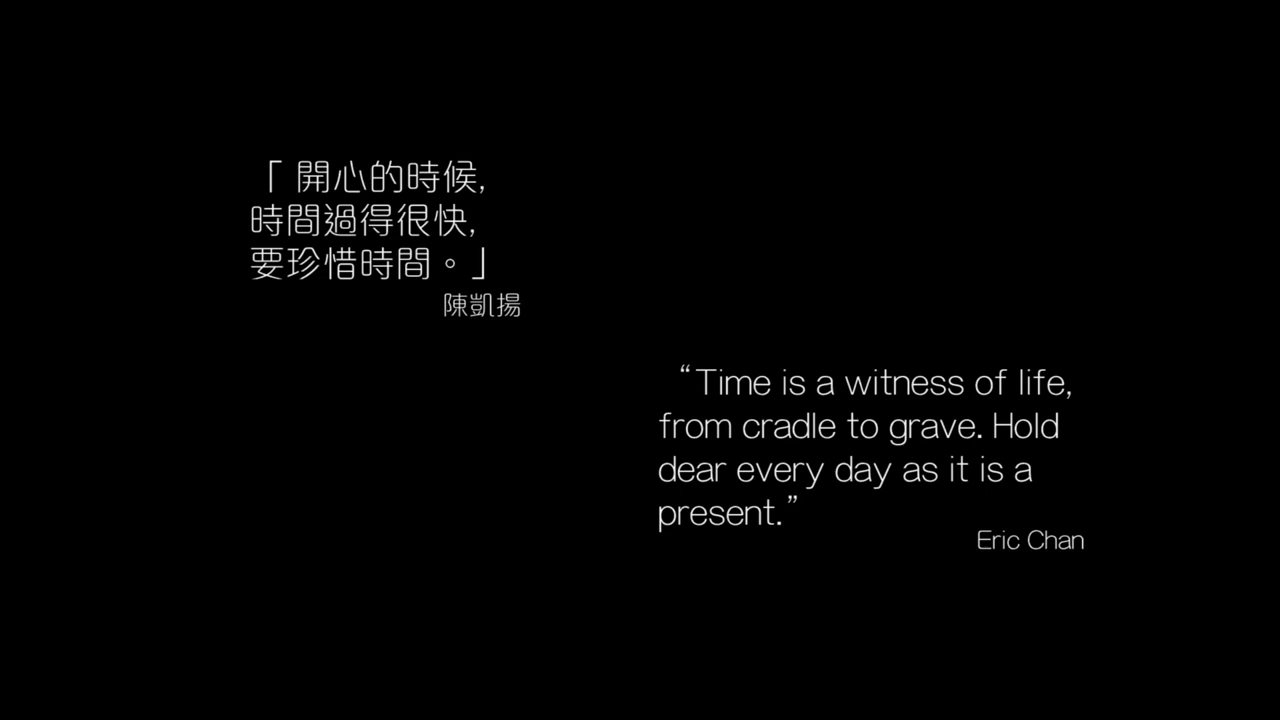 「 開心的時候,
時間過得很快,
要珍惜時間。」
陳凱揚
“Time is a witness of life,
from cradle to grave. Hold
dear every day as it is a
present.”
Eric Chan